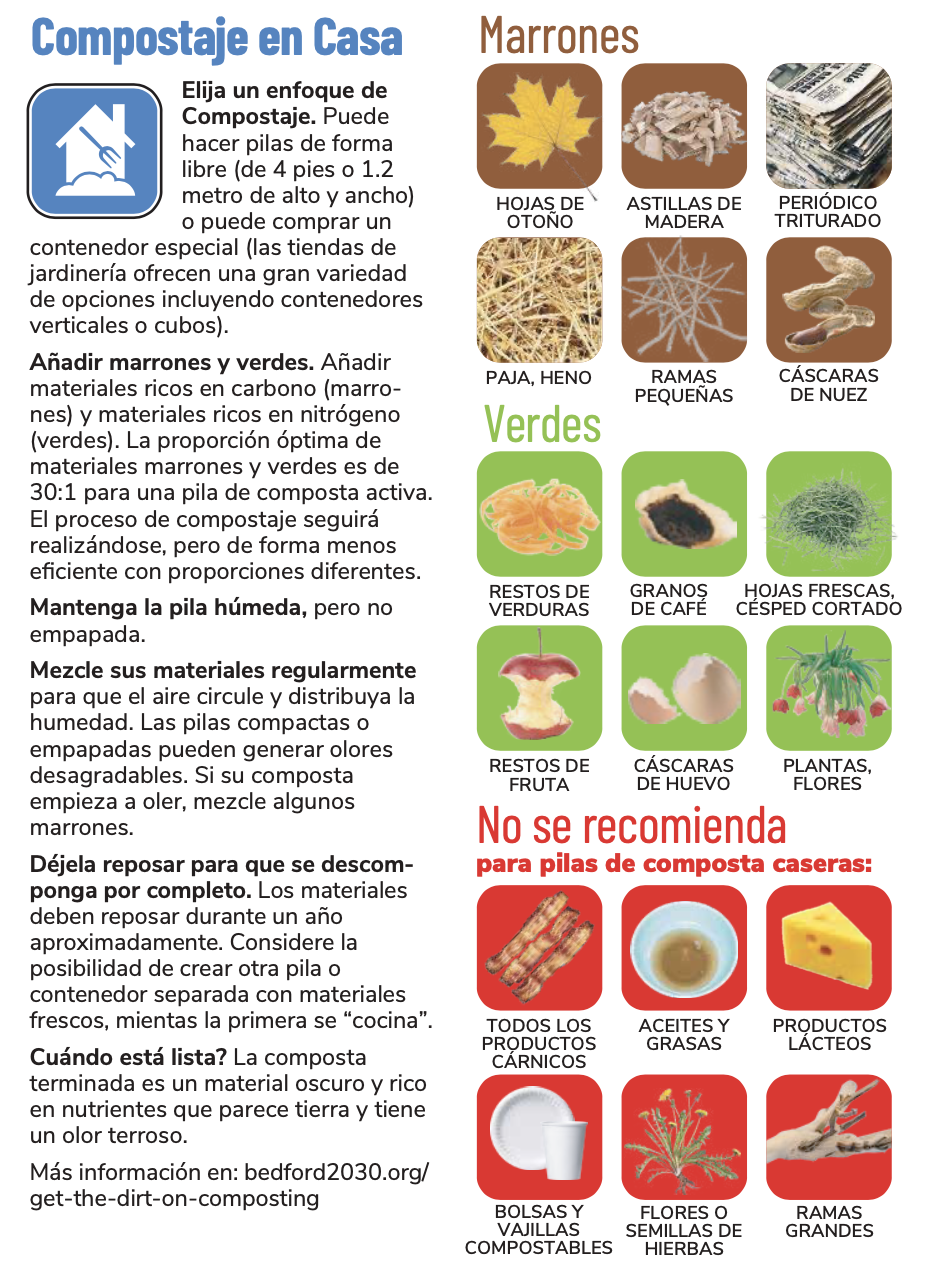 Compostaje en Casa
Elija un enfoque de
Compostaje. Puede
hacer pilas de forma
libre (de 4 pies o 1.2
metro de alto y ancho)
o puede comprar un
contenedor especial (las tiendas de
jardinería ofrecen una gran variedad
de opciones incluyendo contenedores
verticales o cubos).
Añadir marrones y verdes. Añadir
materiales ricos en carbono (marro-
nes) y materiales ricos en nitrógeno
(verdes). La proporción óptima de
materiales marrones y verdes es de
30:1 para una pila de composta activa.
El proceso de compostaje seguirá
realizándose, pero de forma menos
eficiente con proporciones diferentes.
Mantenga la pila húmeda, pero no
empapada.
Mezcle sus materiales regularmente
para que el aire circule y distribuya la
humedad. Las pilas compactas o
empapadas pueden generar olores
desagradables. Si su composta
empieza a oler, mezcle algunos
marrones.
Déjela reposar para que se descom-
ponga por completo. Los materiales
deben reposar durante un año
aproximadamente. Considere la
posibilidad de crear otra pila o
contenedor separada con materiales
frescos, mientas la primera se “cocina”.
Cuándo está lista? La composta
terminada es un material oscuro y rico
en nutrientes que parece tierra y tiene
un olor terroso.
Más información en: bedford2030.org/
get-the-dirt-on-composting
Marrones
HOJAS DE
OTOÑO
ASTILLAS DE
MADERA
PERIÓDICO
TRITURADO
PAJA, HENO
RAMAS
PEQUEÑAS
CÁSCARAS
DE NUEZ
Verdes
RESTOS DE
VERDURAS
GRANOS
DE CAFÉ
HOJAS FRESCAS,
CÉSPED CORTADO
RESTOS DE
FRUTA
CÁSCARAS
DE HUEVO
PLANTAS,
FLORES
No se recomienda
para pilas de composta caseras:
TODOS LOS
PRODUCTOS
CÁRNICOS
ACEITES Y
GRASAS
PRODUCTOS
LÁCTEOS
BOLSAS Y
VAJILLAS
COMPOSTABLES
FLORES O
SEMILLAS DE
HIERBAS
RAMAS
GRANDES